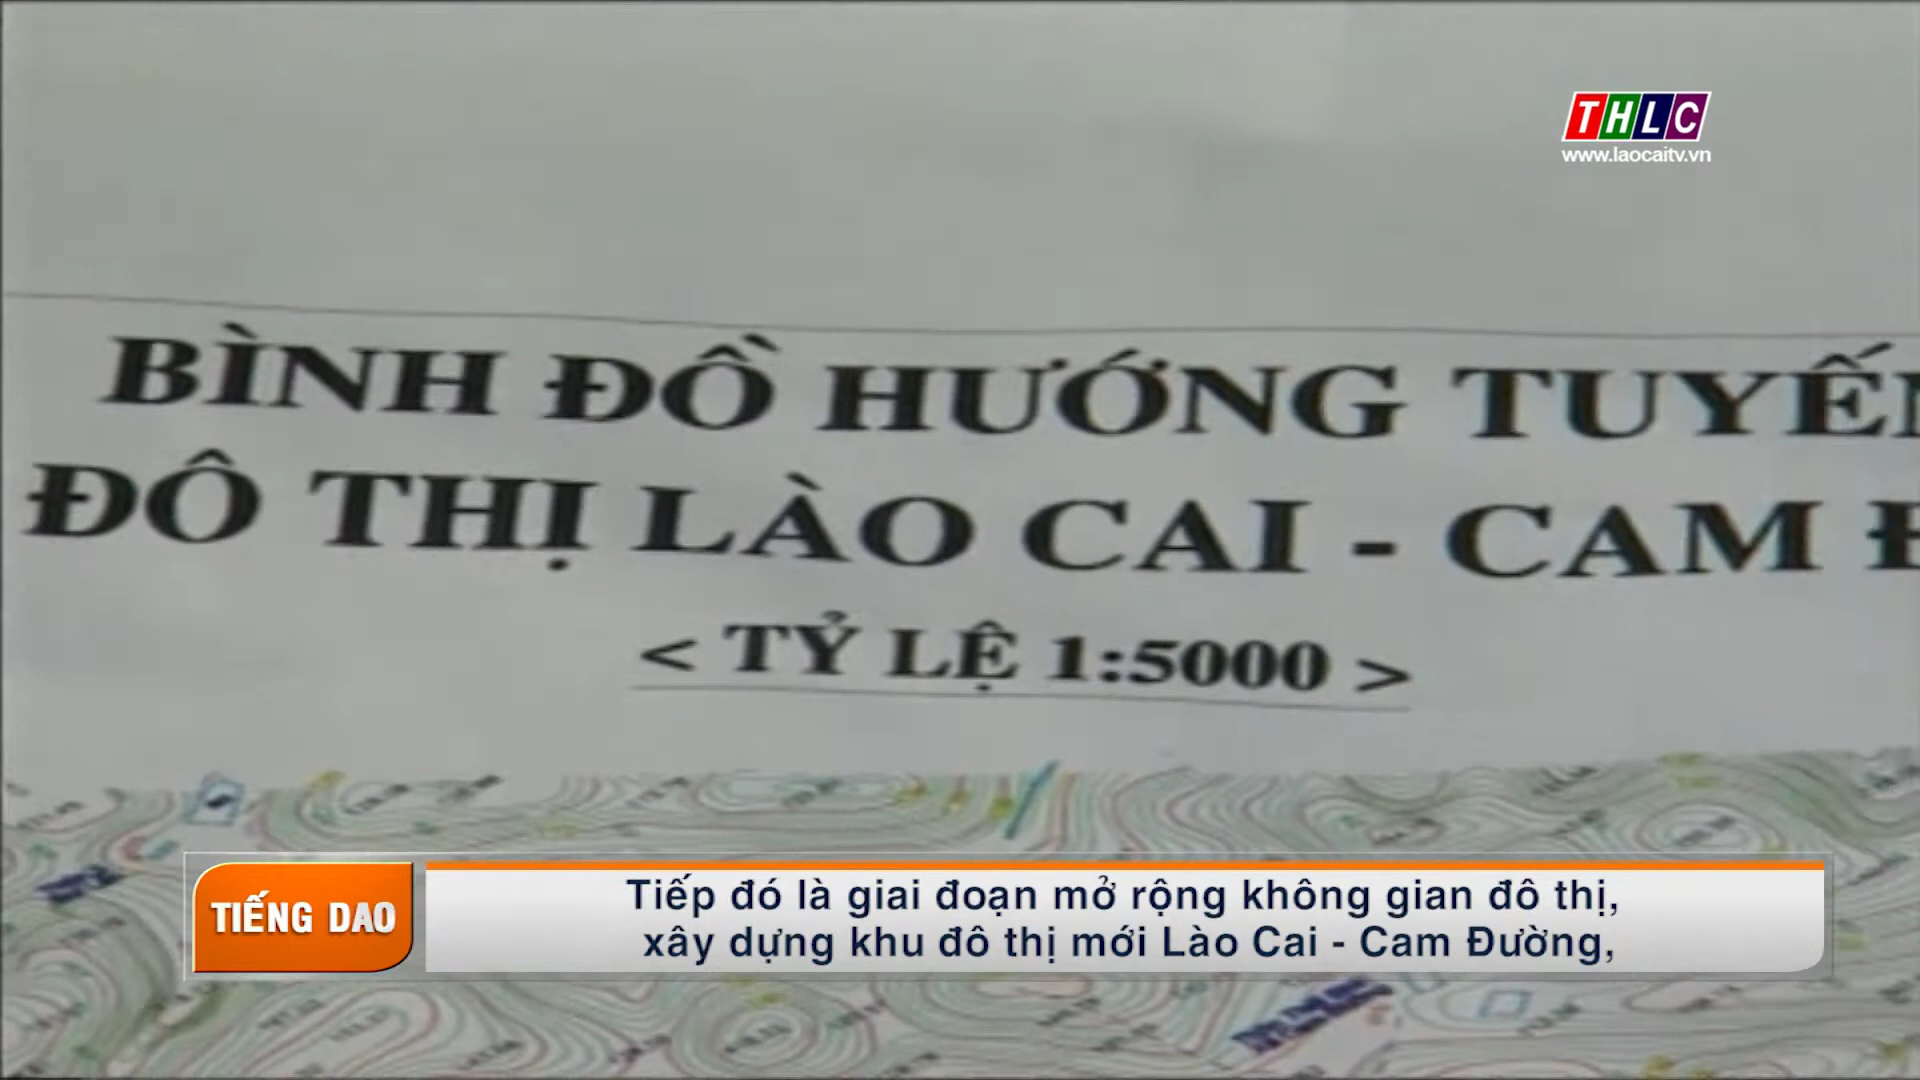 THLC
www.laocaitv.vn
BÌNH ĐỒ HƯỚNG TUYẾN
ĐÔ THỊ LÀO CAI - CAM
< TỶ LỆ 1:5000 >
TIẾNG DAO
Tiếp đó là giai đoạn mở rộng không gian đô thị,
xây dựng khu đô thị mới Lào Cai - Cam Đường,